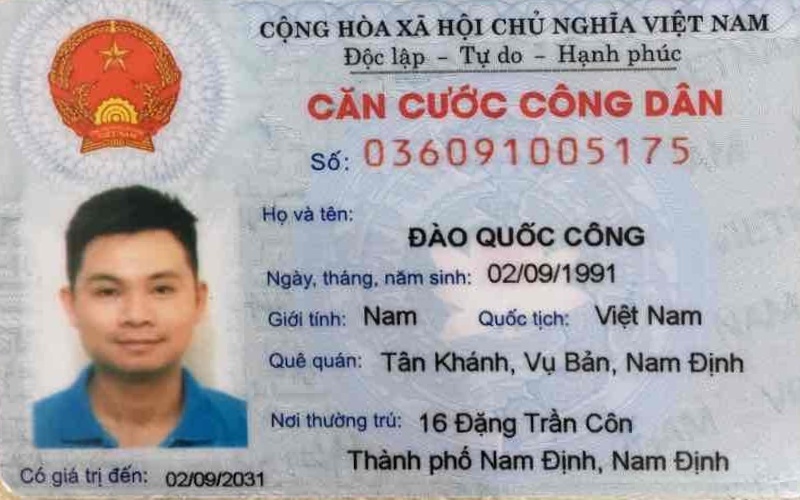 CỘNG HÒA XÃ HỘI CHỦ NGHĨA VIỆT NAM
Độc lập – Tự do – Hạnh phúc
CĂN CƯỚC CÔNG DÂN
Số: 036091005175
Họ và tên:
ĐÀO QUỐC CÔNG
Ngày, tháng, năm sinh: 02/09/1991
Giới tính: Nam Quốc tịch: Việt Nam
Quê quán: Tân Khánh, Vụ Bản, Nam Định
Nơi thường trú: 16 Đặng Trần Côn
Thành phố Nam Định, Nam Định
Có giá trị đến: 02/09/2031